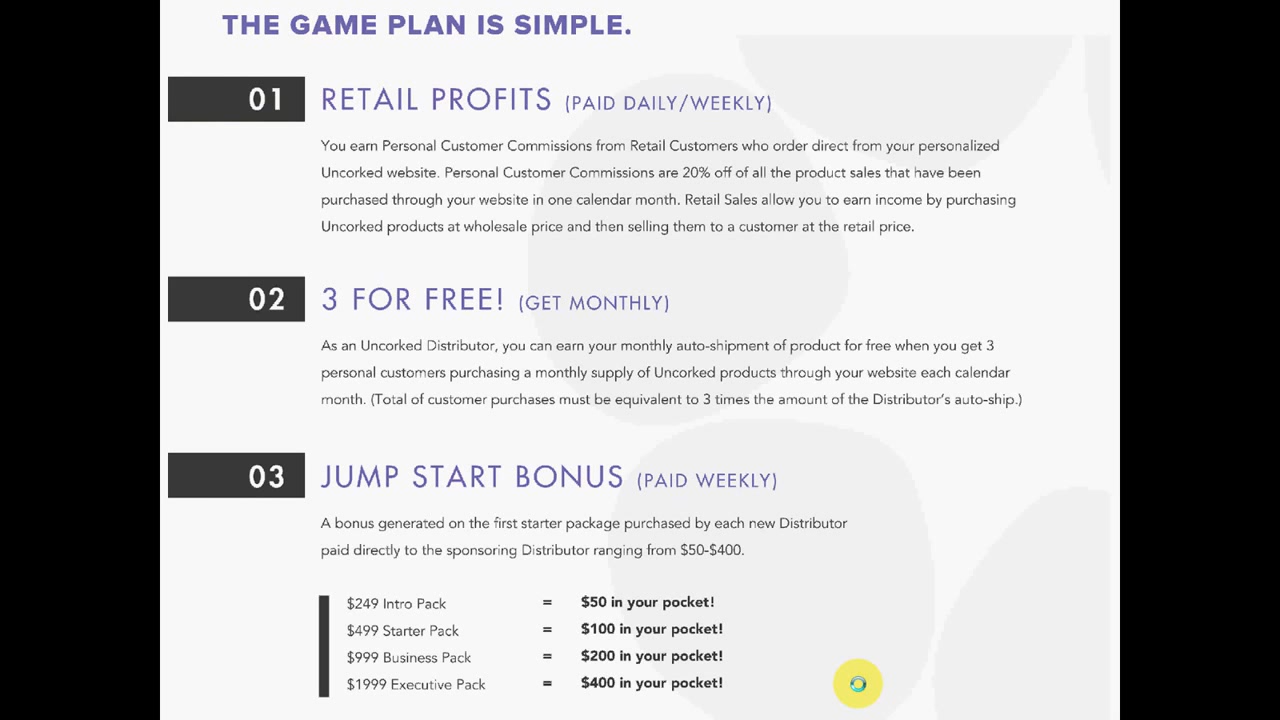 THE GAME PLAN IS SIMPLE.
01 RETAIL PROFITS (PAID DAILY/WEEKLY)
You earn Personal Customer Commissions from Retail Customers who order direct from your personalized
Uncorked website. Personal Customer Commissions are 20% off of all the product sales that have been
purchased through your website in one calendar month. Retail Sales allow you to earn income by purchasing
Uncorked products at wholesale price and then selling them to a customer at the retail price.
02 3 FOR FREE! (GET MONTHLY)
As an Uncorked Distributor, you can earn your monthly auto-shipment of product for free when you get 3
personal customers purchasing a monthly supply of Uncorked products through your website each calendar
month. (Total of customer purchases must be equivalent to 3 times the amount of the Distributor's auto-ship.)
03 JUMP START BONUS (PAID WEEKLY)
A bonus generated on the first starter package purchased by each new Distributor
paid directly to the sponsoring Distributor ranging from $50-$400.
$249 Intro Pack = $50 in your pocket!
$499 Starter Pack = $100 in your pocket!
$999 Business Pack = $200 in your pocket!
$1999 Executive Pack = $400 in your pocket!